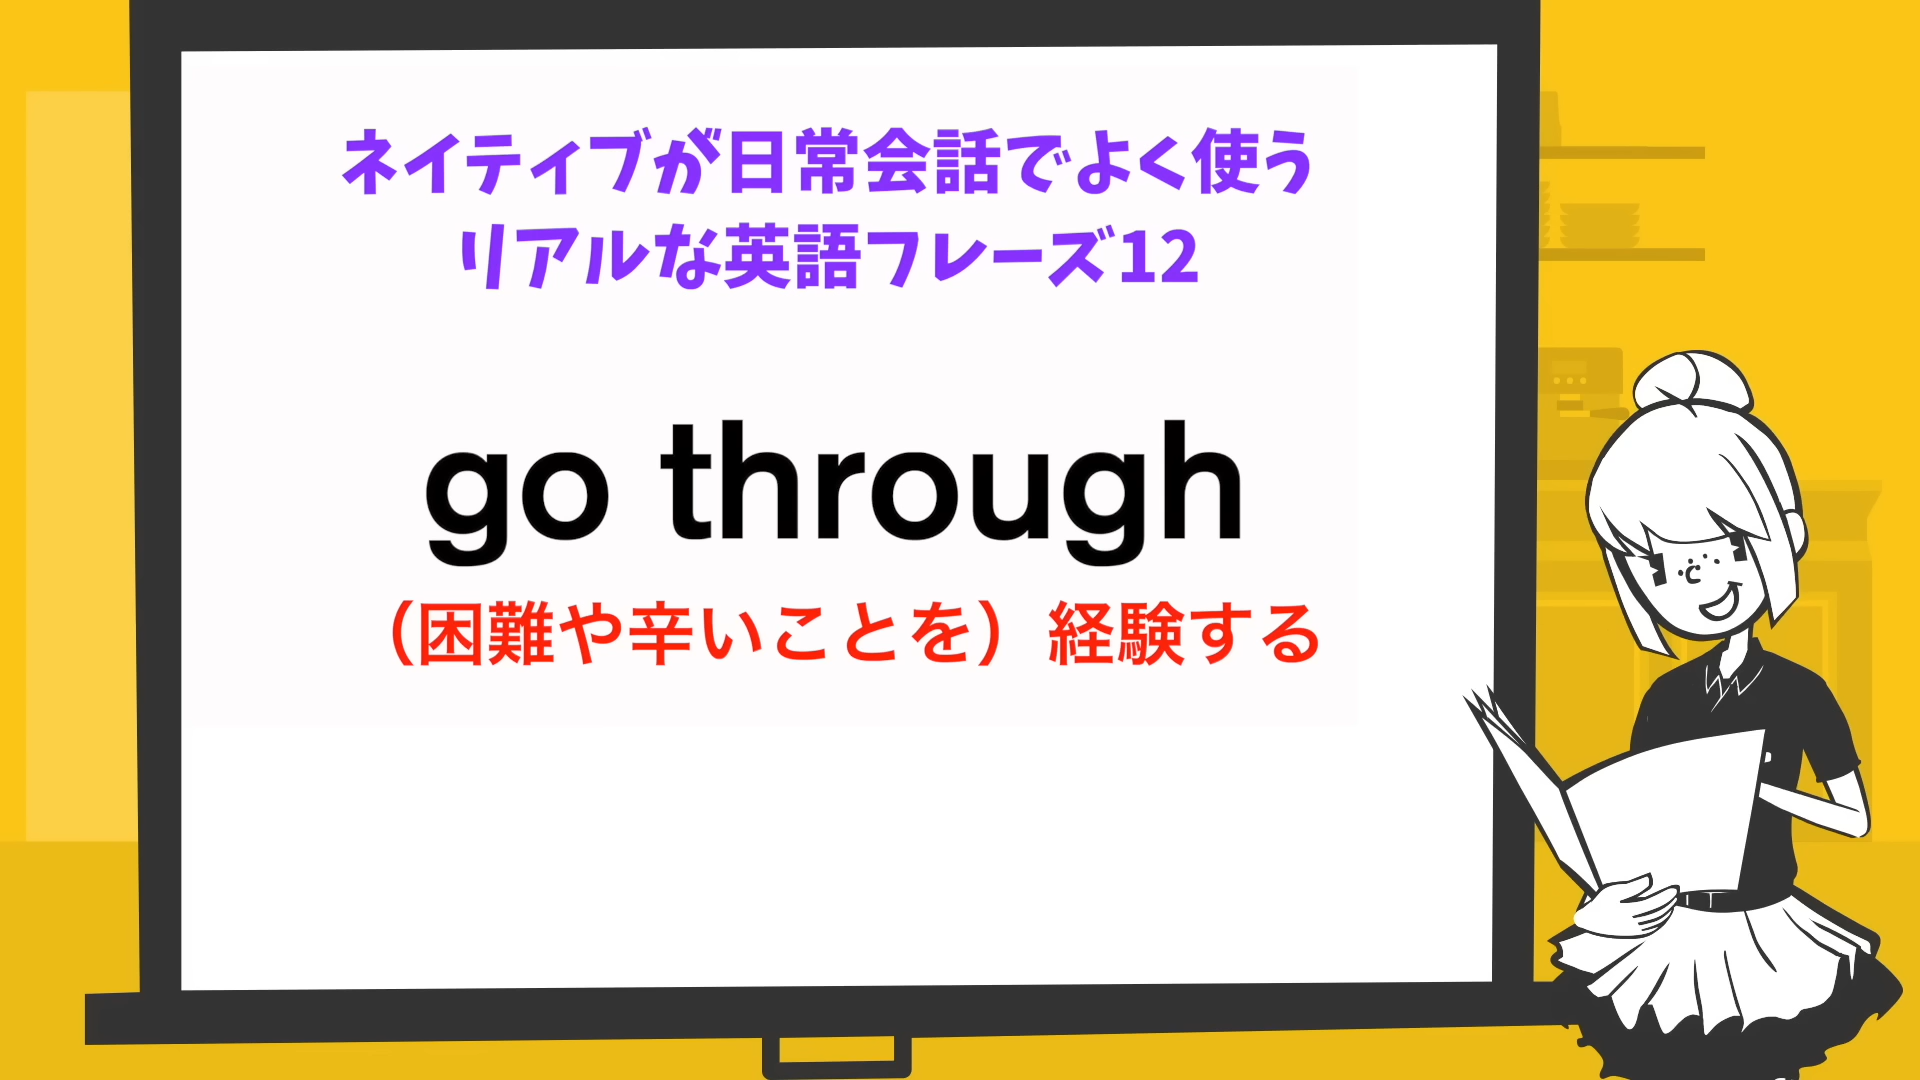 ネイティブが日常会話でよく使う
リアルな英語フレーズ12
go through
（困難や辛いことを）経験する